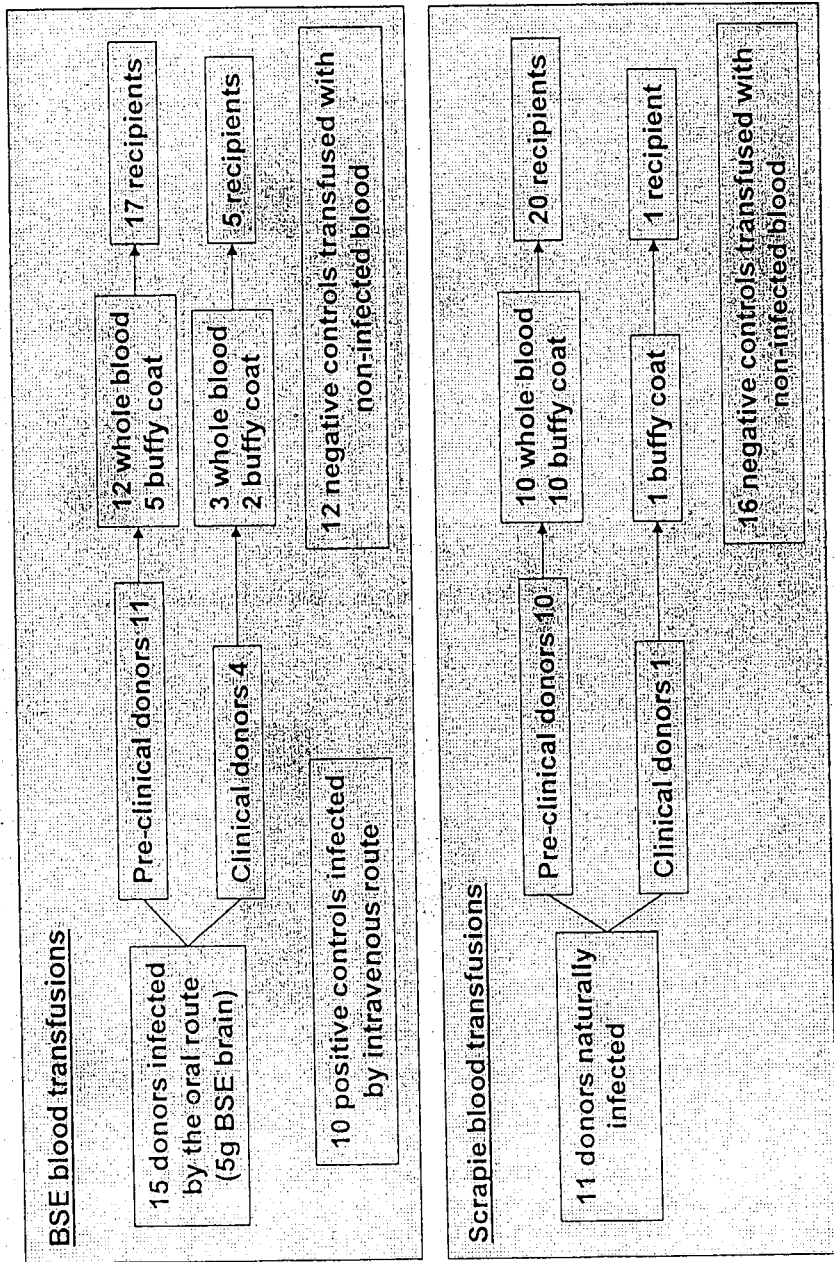 BSE blood transfusions
15 donors infected
by the oral route
(5g BSE brain)
Pre-clinical donors 11
12 whole blood
5 buffy coat
17 recipients
Clinical donors 4
3 whole blood
2 buffy coat
5 recipients
10 positive controls infected
by intravenous route
12 negative controls transfused with
non-infected blood
Scrapie blood transfusions
11 donors naturally
infected
Pre-clinical donors 10
10 whole blood
10 buffy coat
20 recipients
Clinical donors 1
1 buffy coat
1 recipient
16 negative controls transfused with
non-infected blood